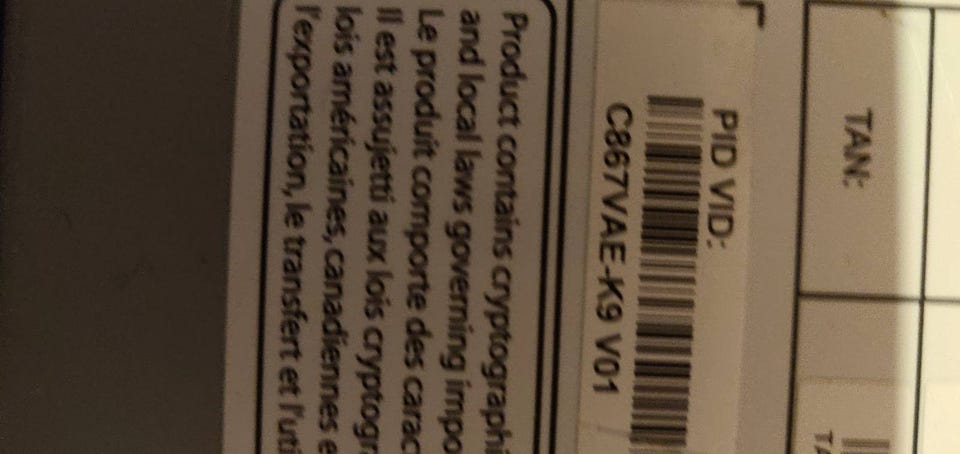 TAN:
TA
PID VID:
C867VAE-K9 V01
Product contains cryptographi
and local laws governing impo
Le produit comporte des carac
Il est assujetti aux lois cryptogr
lois américaines, canadiennes e
l'exportation, le transfert et l'uti